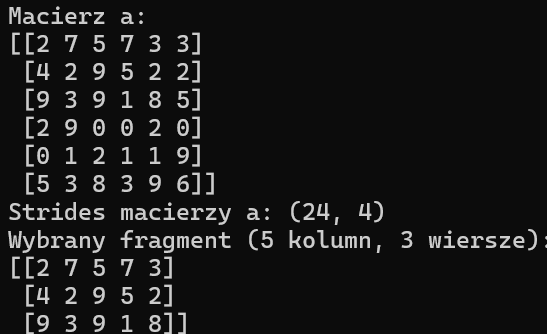 Macierz a:
[[2 7 5 7 3 3]
 [4 2 9 5 2 2]
 [9 3 9 1 8 5]
 [2 9 0 0 2 0]
 [0 1 2 1 1 9]
 [5 3 8 3 9 6]]
Strides macierzy a: (24, 4)
Wybrany fragment (5 kolumn, 3 wiersze):
[[2 7 5 7 3]
 [4 2 9 5 2]
 [9 3 9 1 8]]